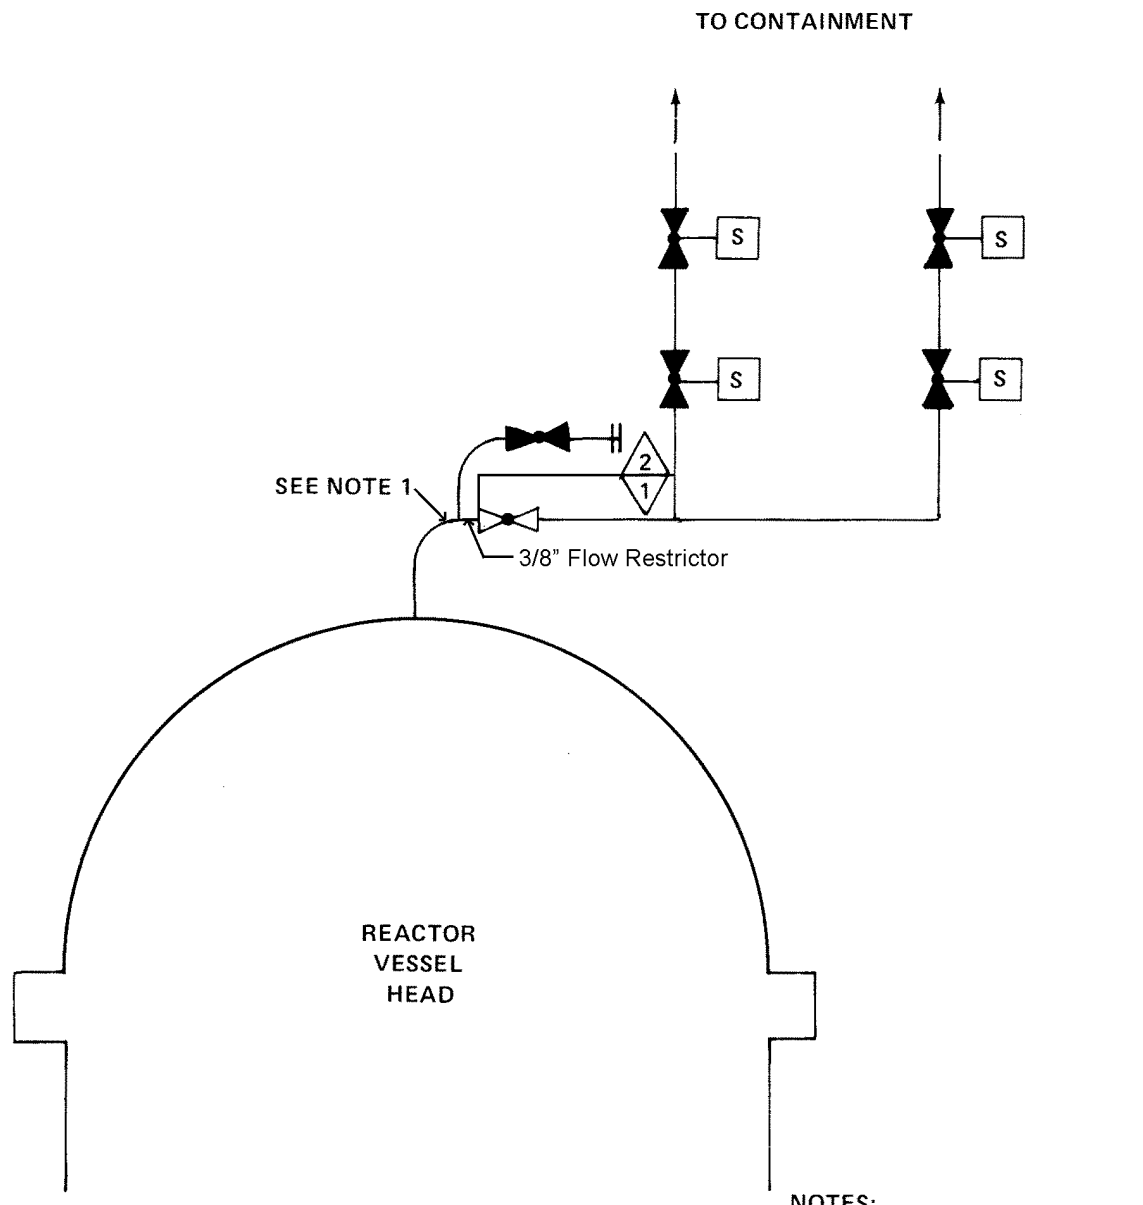 TO CONTAINMENT
S
S
S
S
2
1
SEE NOTE 1
3/8" Flow Restrictor
REACTOR
VESSEL
HEAD
NOTES: